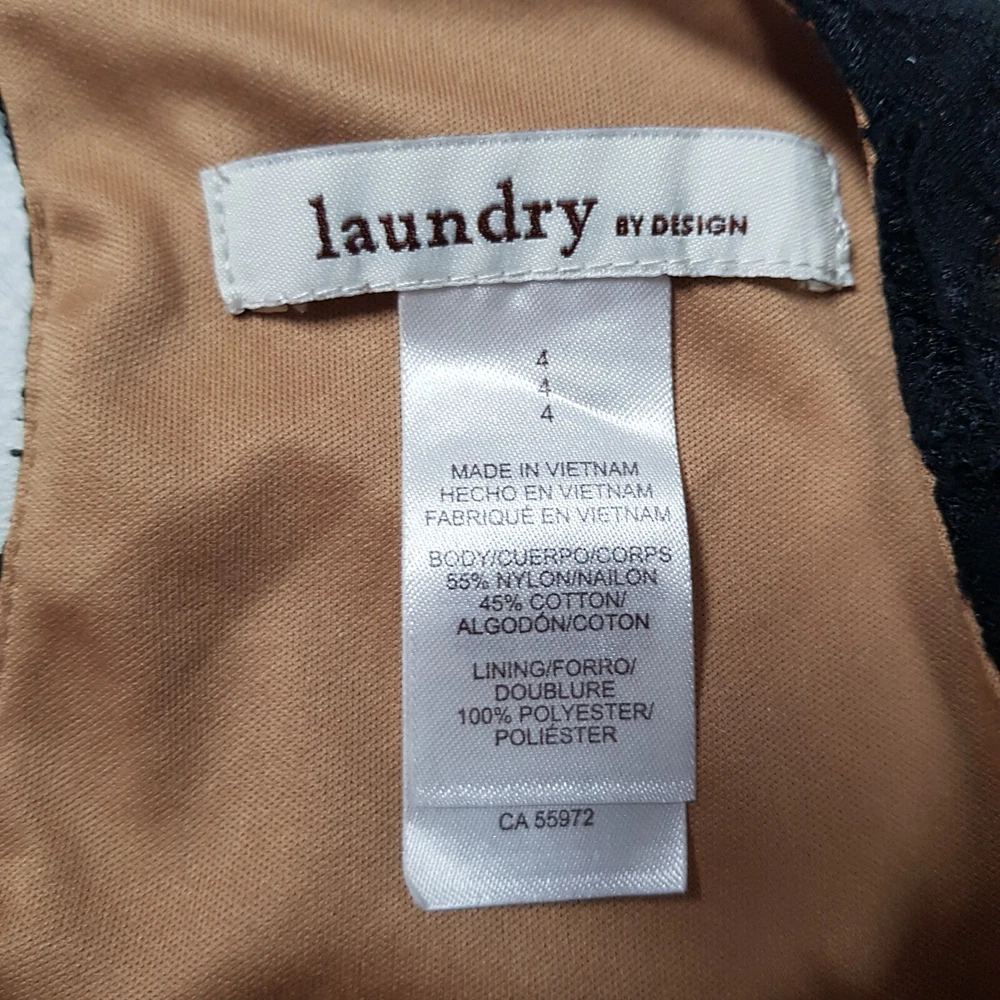 laundry BY DESIGN
4
4
4
MADE IN VIETNAM
HECHO EN VIETNAM
FABRIQUÉ EN VIETNAM
BODY/CUERPO/CORPS
55% NYLON/NAILON
45% COTTON/
ALGODÓN/COTON
LINING/FORRO/
DOUBLURE
100% POLYESTER/
POLIÉSTER
CA 55972